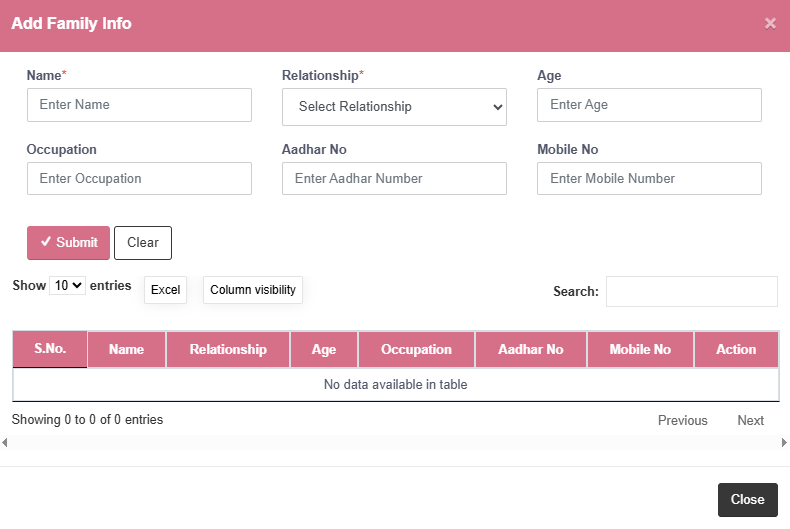 Add Family Info ×
Name* Relationship* Age
Enter Name Select Relationship Enter Age
Occupation Aadhar No Mobile No
Enter Occupation Enter Aadhar Number Enter Mobile Number
✔ Submit Clear
Show 10 entries Excel Column visibility Search:
S.No. Name Relationship Age Occupation Aadhar No Mobile No Action
No data available in table
Showing 0 to 0 of 0 entries Previous Next
Close